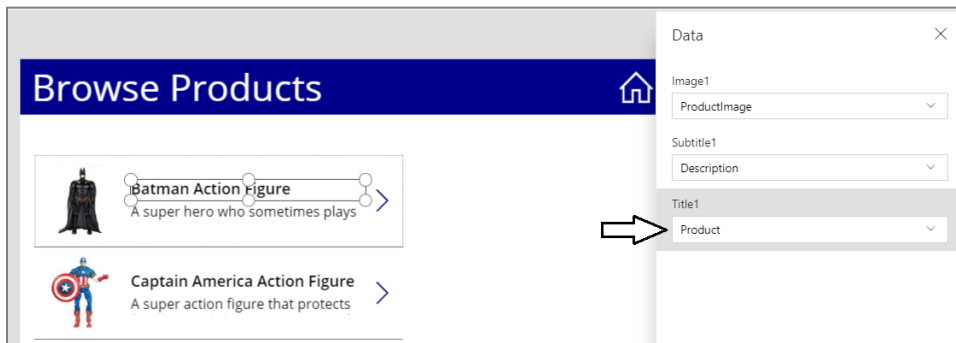 Browse Products
Batman Action Figure
A super hero who sometimes plays
Captain America Action Figure
A super action figure that protects
Data
Image1
ProductImage
Subtitle1
Description
Title1
Product